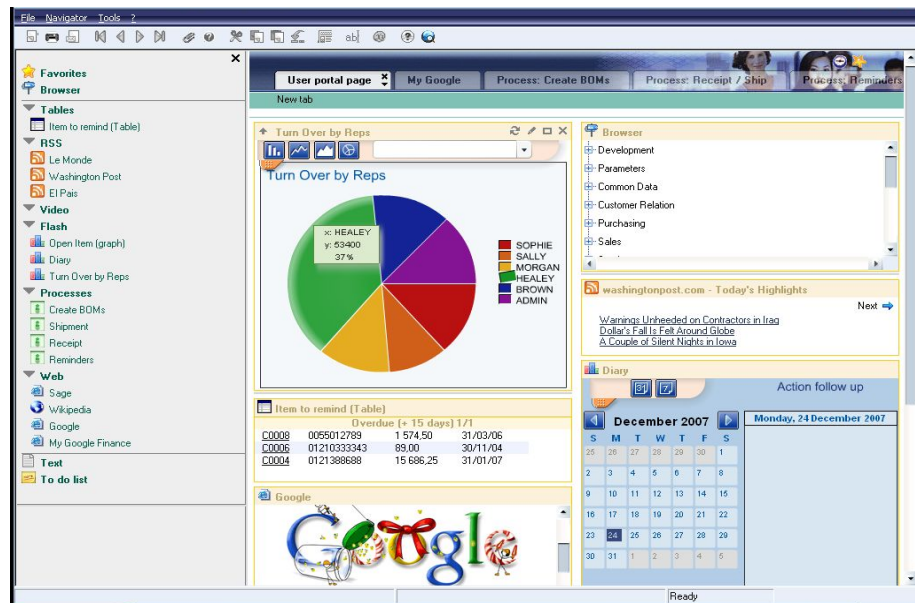 File Navigator Tools ?
User portal page
My Google
Process: Create BOMs
Process: Receipt / Ship
Process: Reminders
New tab
Favorites
Browser
Tables
Item to remind (Table)
RSS
Le Monde
Washington Post
El Pais
Video
Flash
Open Item (graph)
Diary
Turn Over by Reps
Processes
Create BOMs
Shipment
Receipt
Reminders
Web
Sage
Wikipedia
Google
My Google Finance
Text
To do list
Turn Over by Reps
Turn Over by Reps
x: HEALEY
y: 53400
37%
SOPHIE
SALLY
MORGAN
HEALEY
BROWN
ADMIN
Item to remind (Table)
Overdue (+ 15 days) 1/1
C0008 0055012789 1 574,50 31/03/06
C0006 01210333343 89,00 30/11/04
C0004 0121388688 15 686,25 31/01/07
Google
Google
Browser
Development
Parameters
Common Data
Customer Relation
Purchasing
Sales
washingtonpost.com - Today's Highlights
Next
Warnings Unheeded on Contractors in Iraq
Dollar's Fall Is Felt Around Globe
A Couple of Silent Nights in Iowa
Diary
31 7
Action follow up
December 2007
S M T W T F S
25 26 27 28 29 30 1
2 3 4 5 6 7 8
9 10 11 12 13 14 15
16 17 18 19 20 21 22
23 24 25 26 27 28 29
30 31 1 2 3 4 5
Monday, 24 December 2007
Ready